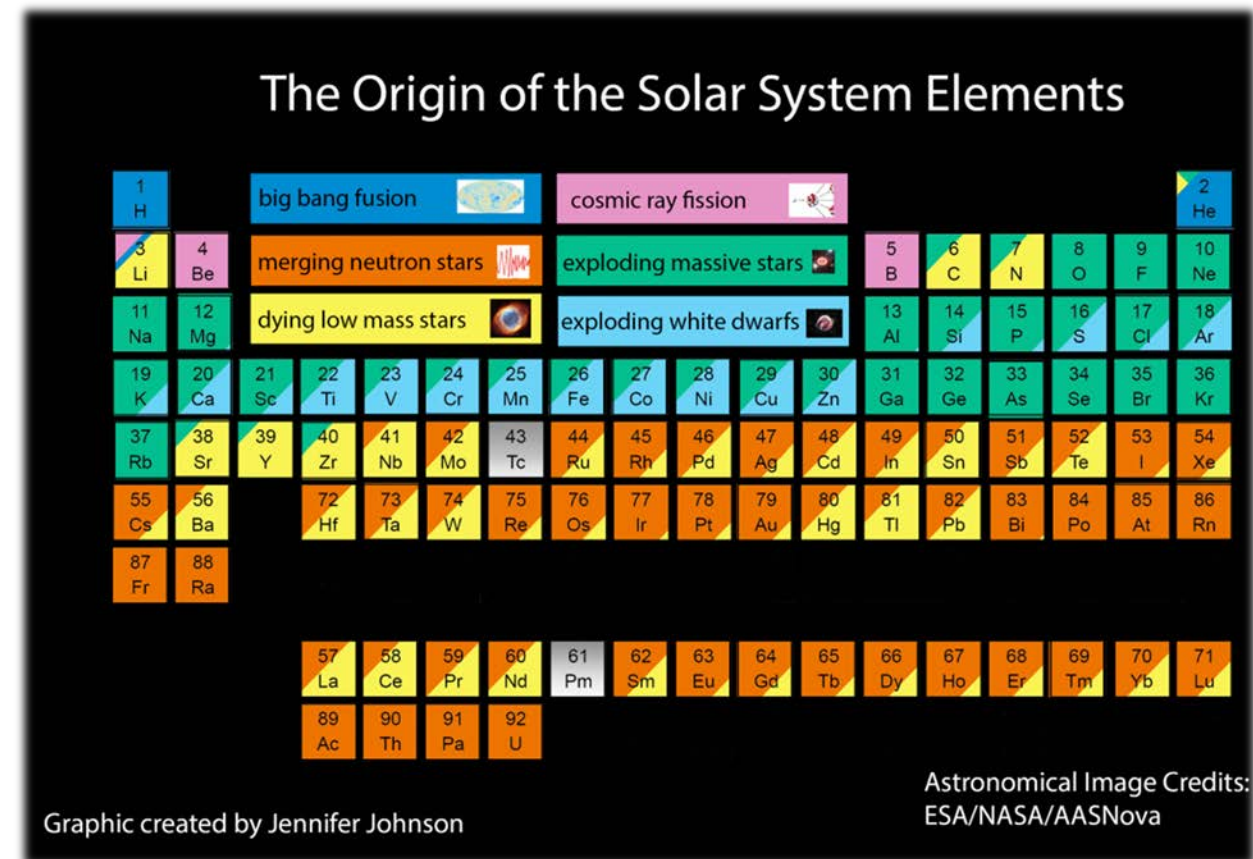 The Origin of the Solar System Elements
1
H
big bang fusion
cosmic ray fission
2
He
3
Li
4
Be
merging neutron stars
exploding massive stars
5
B
6
C
7
N
8
O
9
F
10
Ne
11
Na
12
Mg
dying low mass stars
exploding white dwarfs
13
Al
14
Si
15
P
16
S
17
Cl
18
Ar
19
K
20
Ca
21
Sc
22
Ti
23
V
24
Cr
25
Mn
26
Fe
27
Co
28
Ni
29
Cu
30
Zn
31
Ga
32
Ge
33
As
34
Se
35
Br
36
Kr
37
Rb
38
Sr
39
Y
40
Zr
41
Nb
42
Mo
43
Tc
44
Ru
45
Rh
46
Pd
47
Ag
48
Cd
49
In
50
Sn
51
Sb
52
Te
53
I
54
Xe
55
Cs
56
Ba
72
Hf
73
Ta
74
W
75
Re
76
Os
77
Ir
78
Pt
79
Au
80
Hg
81
Tl
82
Pb
83
Bi
84
Po
85
At
86
Rn
87
Fr
88
Ra
57
La
58
Ce
59
Pr
60
Nd
61
Pm
62
Sm
63
Eu
64
Gd
65
Tb
66
Dy
67
Ho
68
Er
69
Tm
70
Yb
71
Lu
89
Ac
90
Th
91
Pa
92
U
Graphic created by Jennifer Johnson
Astronomical Image Credits:
ESA/NASA/AASNova